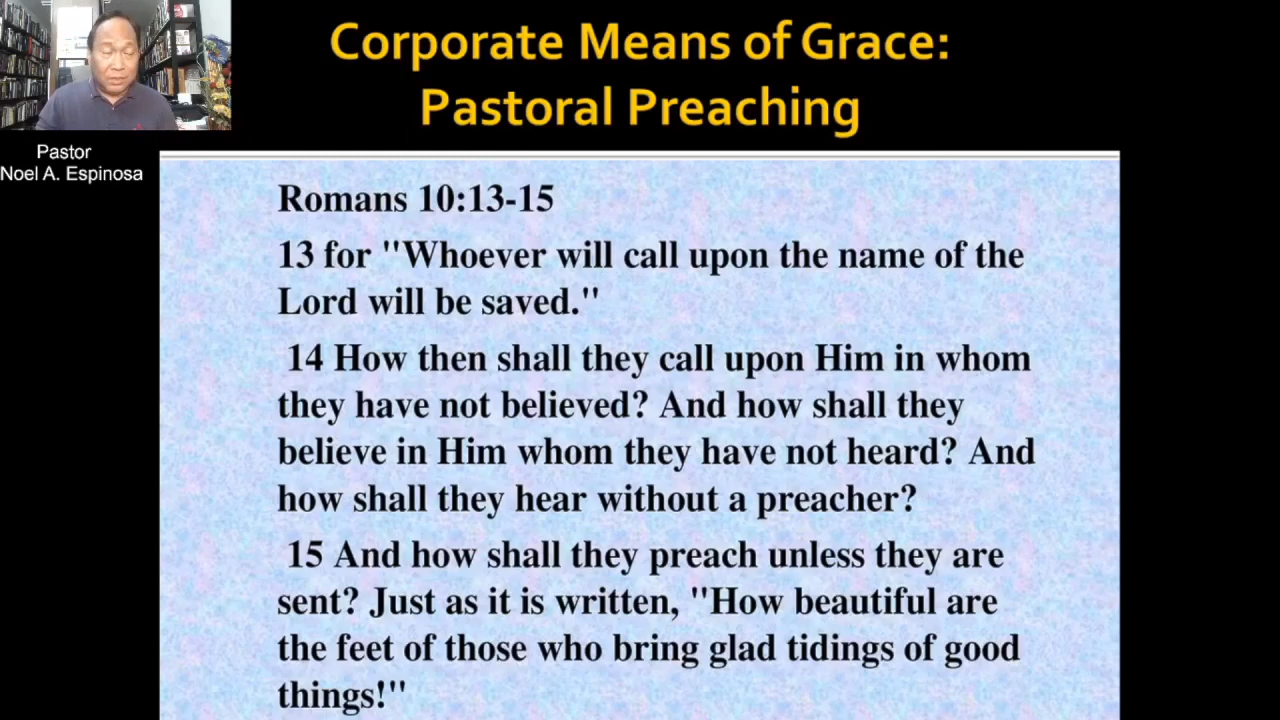 Corporate Means of Grace:
Pastoral Preaching
Pastor
Noel A. Espinosa
Romans 10:13-15
13 for "Whoever will call upon the name of the
Lord will be saved."
14 How then shall they call upon Him in whom
they have not believed? And how shall they
believe in Him whom they have not heard? And
how shall they hear without a preacher?
15 And how shall they preach unless they are
sent? Just as it is written, "How beautiful are
the feet of those who bring glad tidings of good
things!"